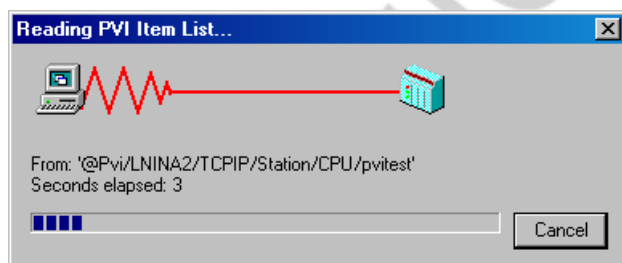 Reading PVI Item List...
From: '@Pvi/LNINA2/TCPIP/Station/CPU/pvitest'
Seconds elapsed: 3
Cancel